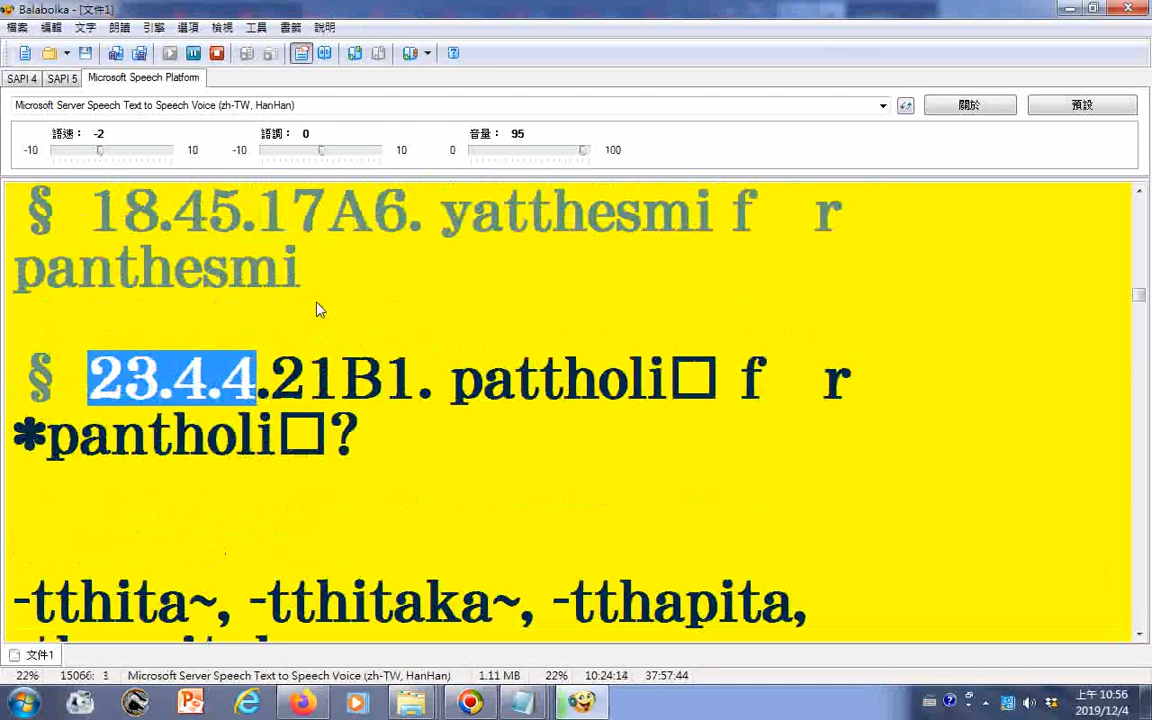 Balabolka - [文件1]
檔案 編輯 文字 朗讀 引擎 選項 檢視 工具 書籤 說明
SAPI 4 SAPI 5 Microsoft Speech Platform
Microsoft Server Speech Text to Speech Voice (zh-TW, HanHan) 關於 預設
語速： -2 語調： 0 音量： 95
-10 10 -10 10 0 100
§ 18.45.17A6. yatthesmi f r
panthesmi
§ 23.4.4.21B1. pattholi□ f r
*pantholi□?
-tthita~, -tthitaka~, -tthapita,
文件1
22% 15066: 1 Microsoft Server Speech Text to Speech Voice (zh-TW, HanHan) 1.11 MB 22% 10:24:14 37:57:44
上午 10:56
2019/12/4